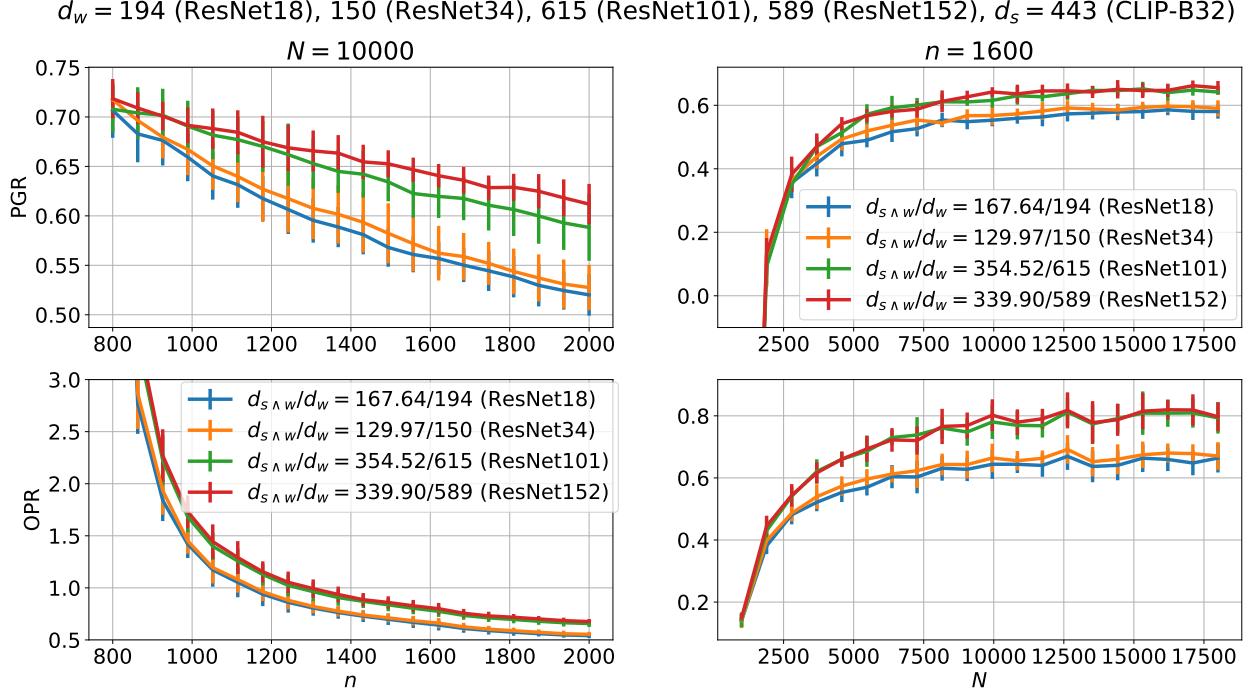 d_w = 194 (ResNet18), 150 (ResNet34), 615 (ResNet101), 589 (ResNet152), d_s = 443 (CLIP-B32)
N = 10000
n = 1600
PGR
0.75
0.70
0.65
0.60
0.55
0.50
800 1000 1200 1400 1600 1800 2000
0.6
0.4
0.2
0.0
d_{s∧w}/d_w = 167.64/194 (ResNet18)
d_{s∧w}/d_w = 129.97/150 (ResNet34)
d_{s∧w}/d_w = 354.52/615 (ResNet101)
d_{s∧w}/d_w = 339.90/589 (ResNet152)
2500 5000 7500 10000 12500 15000 17500
OPR
3.0
2.5
2.0
1.5
1.0
0.5
d_{s∧w}/d_w = 167.64/194 (ResNet18)
d_{s∧w}/d_w = 129.97/150 (ResNet34)
d_{s∧w}/d_w = 354.52/615 (ResNet101)
d_{s∧w}/d_w = 339.90/589 (ResNet152)
800 1000 1200 1400 1600 1800 2000
n
0.8
0.6
0.4
0.2
2500 5000 7500 10000 12500 15000 17500
N